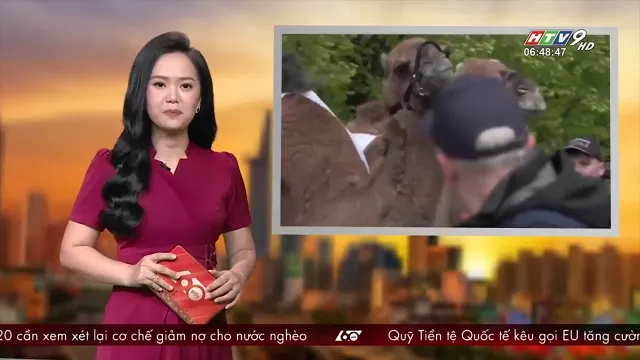 HTV9 HD
06:48:47
20 cần xem xét lại cơ chế giảm nợ cho nước nghèo
Quỹ Tiền tệ Quốc tế kêu gọi EU tăng cườn